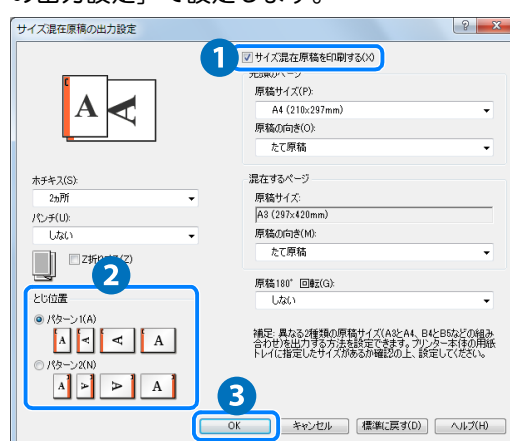 の出力設定」で設定します。
サイズ混在原稿の出力設定
1
サイズ混在原稿を印刷する(X)
先頭のページ
原稿サイズ(P):
A4 (210x297mm)
原稿の向き(O):
たて原稿
ホチキス(S):
2ヵ所
パンチ(U):
しない
混在するページ
原稿サイズ:
A3 (297x420mm)
原稿の向き(M):
たて原稿
2
原稿180° 回転(G):
しない
とじ位置
パターン1(A)
パターン2(N)
補足: 異なる2種類の原稿サイズ(A3とA4、B4とB5などの組み
合わせ)を出力する方法を設定できます。プリンター本体の用紙
トレイに指定したサイズがあるか確認の上、設定してください。
3
OK
キャンセル
標準に戻す(D)
ヘルプ(H)